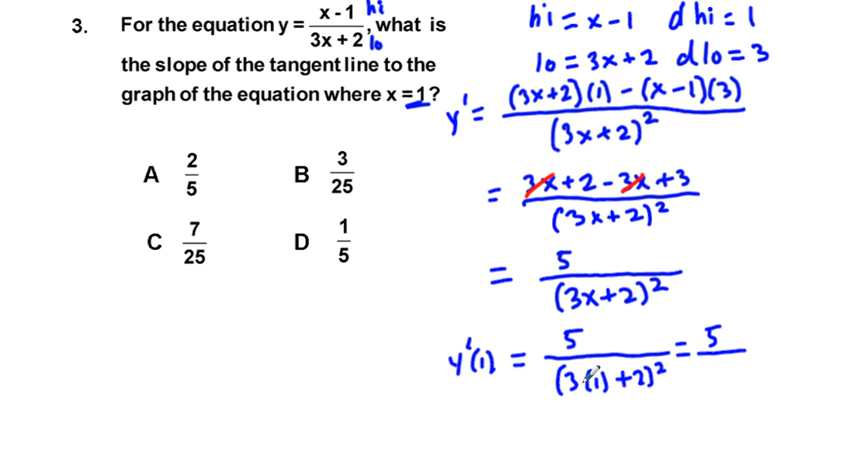 3. For the equation y = x - 1 / 3x + 2, what is
hi
lo
the slope of the tangent line to the
graph of the equation where x = 1?
A 2/5 B 3/25
C 7/25 D 1/5
hi = x - 1 d hi = 1
lo = 3x + 2 d lo = 3
y' = (3x+2)(1) - (x-1)(3) / (3x+2)²
= 3x + 2 - 3x + 3 / (3x+2)²
= 5 / (3x+2)²
y'(1) = 5 / (3(1)+2)² = 5